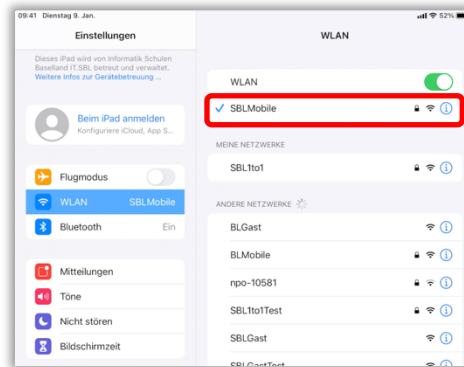 09:41 Dienstag 9. Jan.
52%
Einstellungen
Dieses iPad wird von Informatik Schulen
Baselland IT.SBL betreut und verwaltet.
Weitere Infos zur Gerätebetreuung ...
Beim iPad anmelden
Konfiguriere iCloud, App S...
Flugmodus
WLAN SBLMobile
Bluetooth Ein
Mitteilungen
Töne
Nicht stören
Bildschirmzeit
WLAN
WLAN
SBLMobile
MEINE NETZWERKE
SBL1to1
ANDERE NETZWERKE
BLGast
BLMobile
npo-10581
SBL1to1Test
SBLGast
SBLGastTest